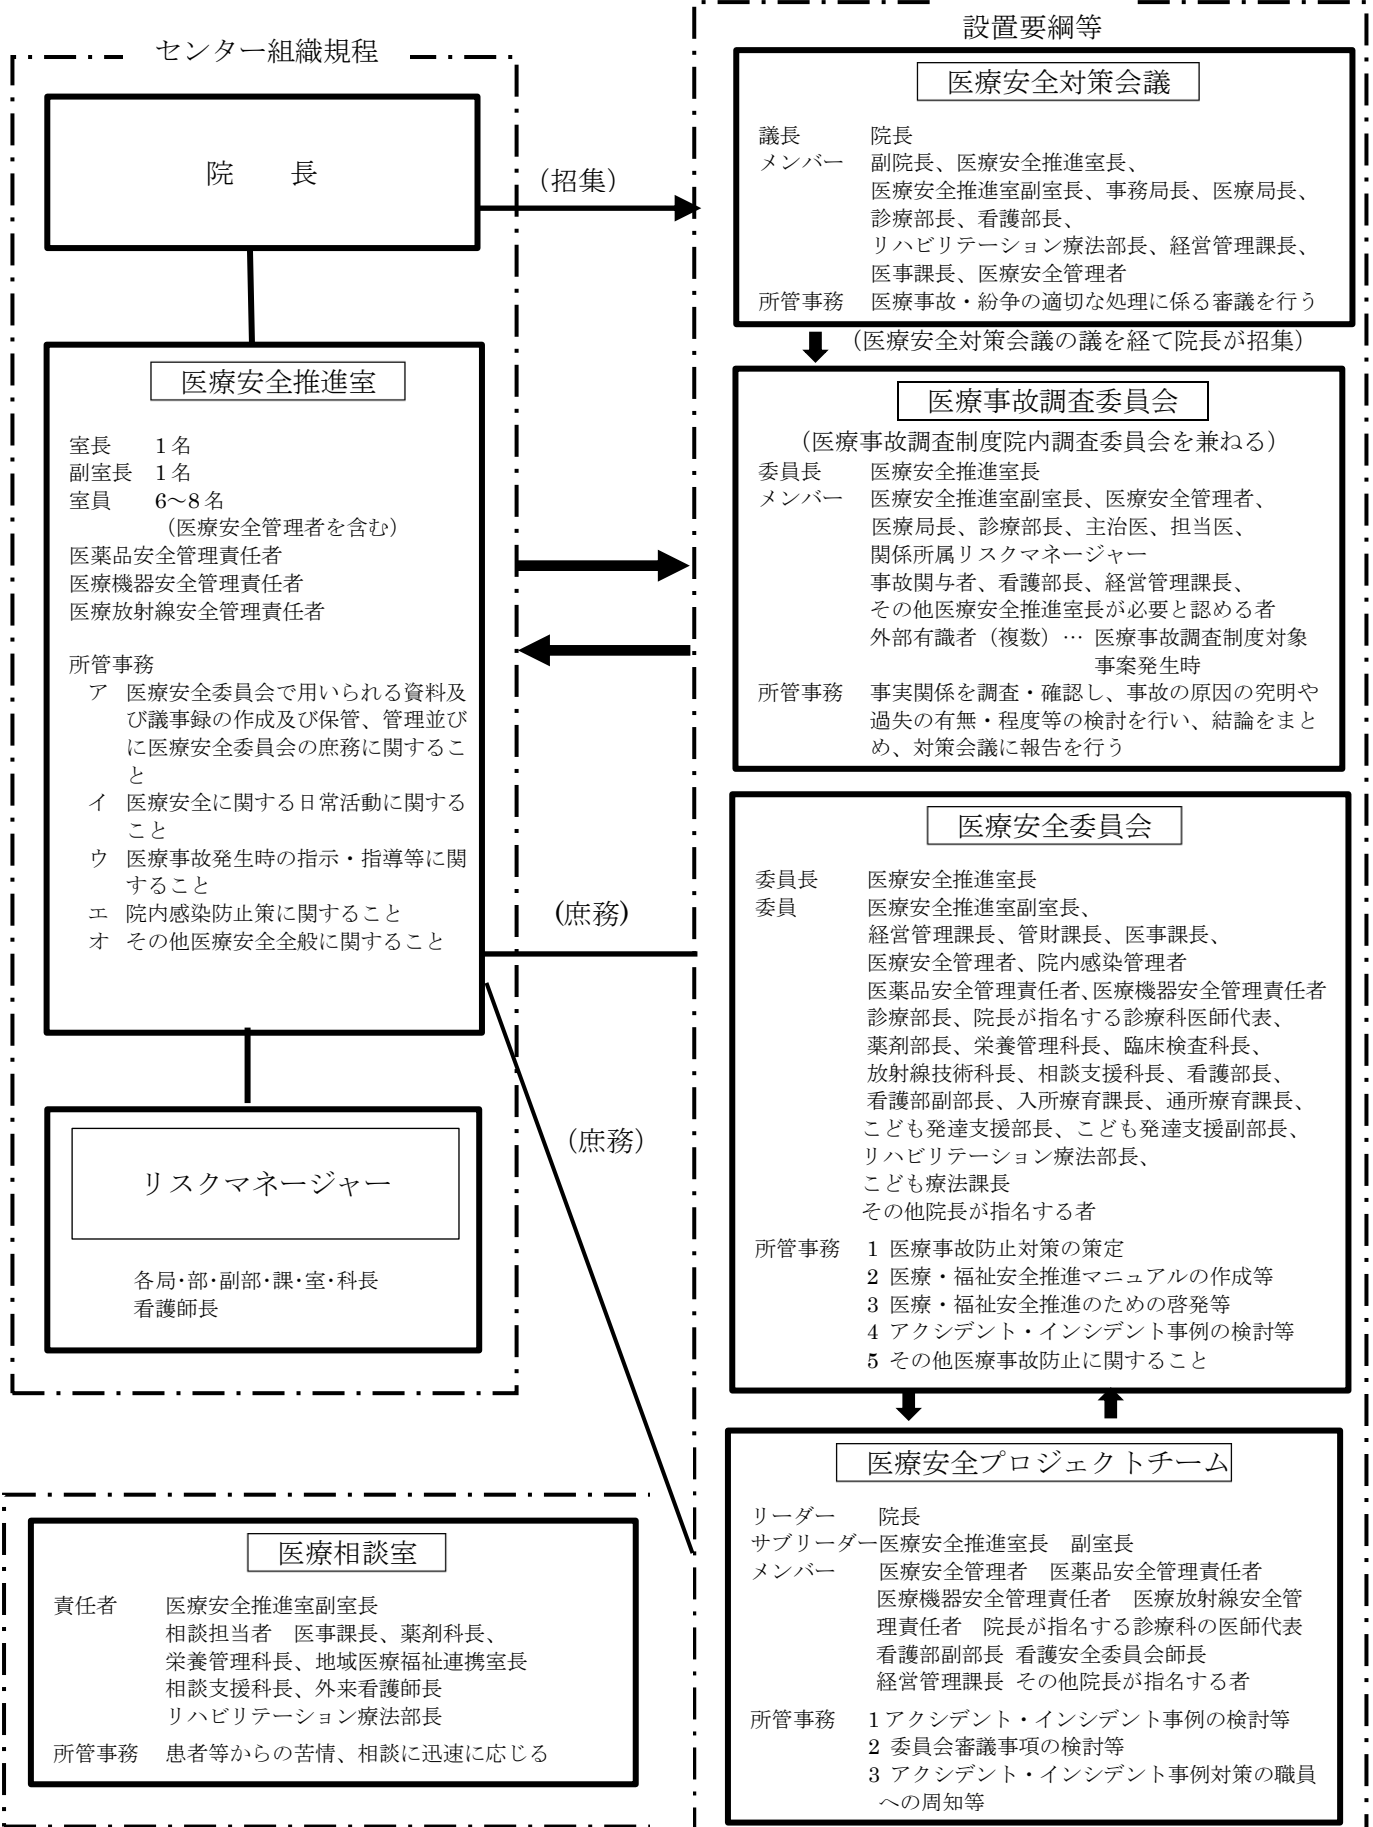 センター組織規程
院　　長
（招集）
医療安全推進室
室長　　1 名
副室長　1 名
室員　　6～8 名
（医療安全管理者を含む）
医薬品安全管理責任者
医療機器安全管理責任者
医療放射線安全管理責任者
所管事務
ア　医療安全委員会で用いられる資料及
び議事録の作成及び保管、管理並び
に医療安全委員会の庶務に関するこ
と
イ　医療安全に関する日常活動に関する
こと
ウ　医療事故発生時の指示・指導等に関
すること
エ　院内感染防止策に関すること
オ　その他医療安全全般に関すること
(庶務)
（庶務）
リスクマネージャー
各局･部･副部･課･室･科長
看護師長
医療相談室
責任者　　医療安全推進室副室長
相談担当者　医事課長、薬剤科長、
栄養管理科長、地域医療福祉連携室長
相談支援科長、外来看護師長
リハビリテーション療法部長
所管事務　患者等からの苦情、相談に迅速に応じる
設置要綱等
医療安全対策会議
議長　　　院長
メンバー　副院長、医療安全推進室長、
医療安全推進室副室長、事務局長、医療局長、
診療部長、看護部長、
リハビリテーション療法部長、経営管理課長、
医事課長、医療安全管理者
所管事務　医療事故・紛争の適切な処理に係る審議を行う
（医療安全対策会議の議を経て院長が招集）
医療事故調査委員会
（医療事故調査制度院内調査委員会を兼ねる）
委員長　　医療安全推進室長
メンバー　医療安全推進室副室長、医療安全管理者、
医療局長、診療部長、主治医、担当医、
関係所属リスクマネージャー
事故関与者、看護部長、経営管理課長、
その他医療安全推進室長が必要と認める者
外部有識者（複数）…　医療事故調査制度対象
事案発生時
所管事務　事実関係を調査・確認し、事故の原因の究明や
過失の有無・程度等の検討を行い、結論をまと
め、対策会議に報告を行う
医療安全委員会
委員長　　医療安全推進室長
委員　　　医療安全推進室副室長、
経営管理課長、管財課長、医事課長、
医療安全管理者、院内感染管理者
医薬品安全管理責任者、医療機器安全管理責任者
診療部長、院長が指名する診療科医師代表、
薬剤部長、栄養管理科長、臨床検査科長、
放射線技術科長、相談支援科長、看護部長、
看護部副部長、入所療育課長、通所療育課長、
こども発達支援部長、こども発達支援副部長、
リハビリテーション療法部長、
こども療法課長
その他院長が指名する者
所管事務　1 医療事故防止対策の策定
2 医療・福祉安全推進マニュアルの作成等
3 医療・福祉安全推進のための啓発等
4 アクシデント・インシデント事例の検討等
5 その他医療事故防止に関すること
医療安全プロジェクトチーム
リーダー　　院長
サブリーダー医療安全推進室長　副室長
メンバー　　医療安全管理者　医薬品安全管理責任者
医療機器安全管理責任者　医療放射線安全管
理責任者　院長が指名する診療科の医師代表
看護部副部長 看護安全委員会師長
経営管理課長 その他院長が指名する者
所管事務　1 アクシデント・インシデント事例の検討等
2 委員会審議事項の検討等
3 アクシデント・インシデント事例対策の職員
への周知等